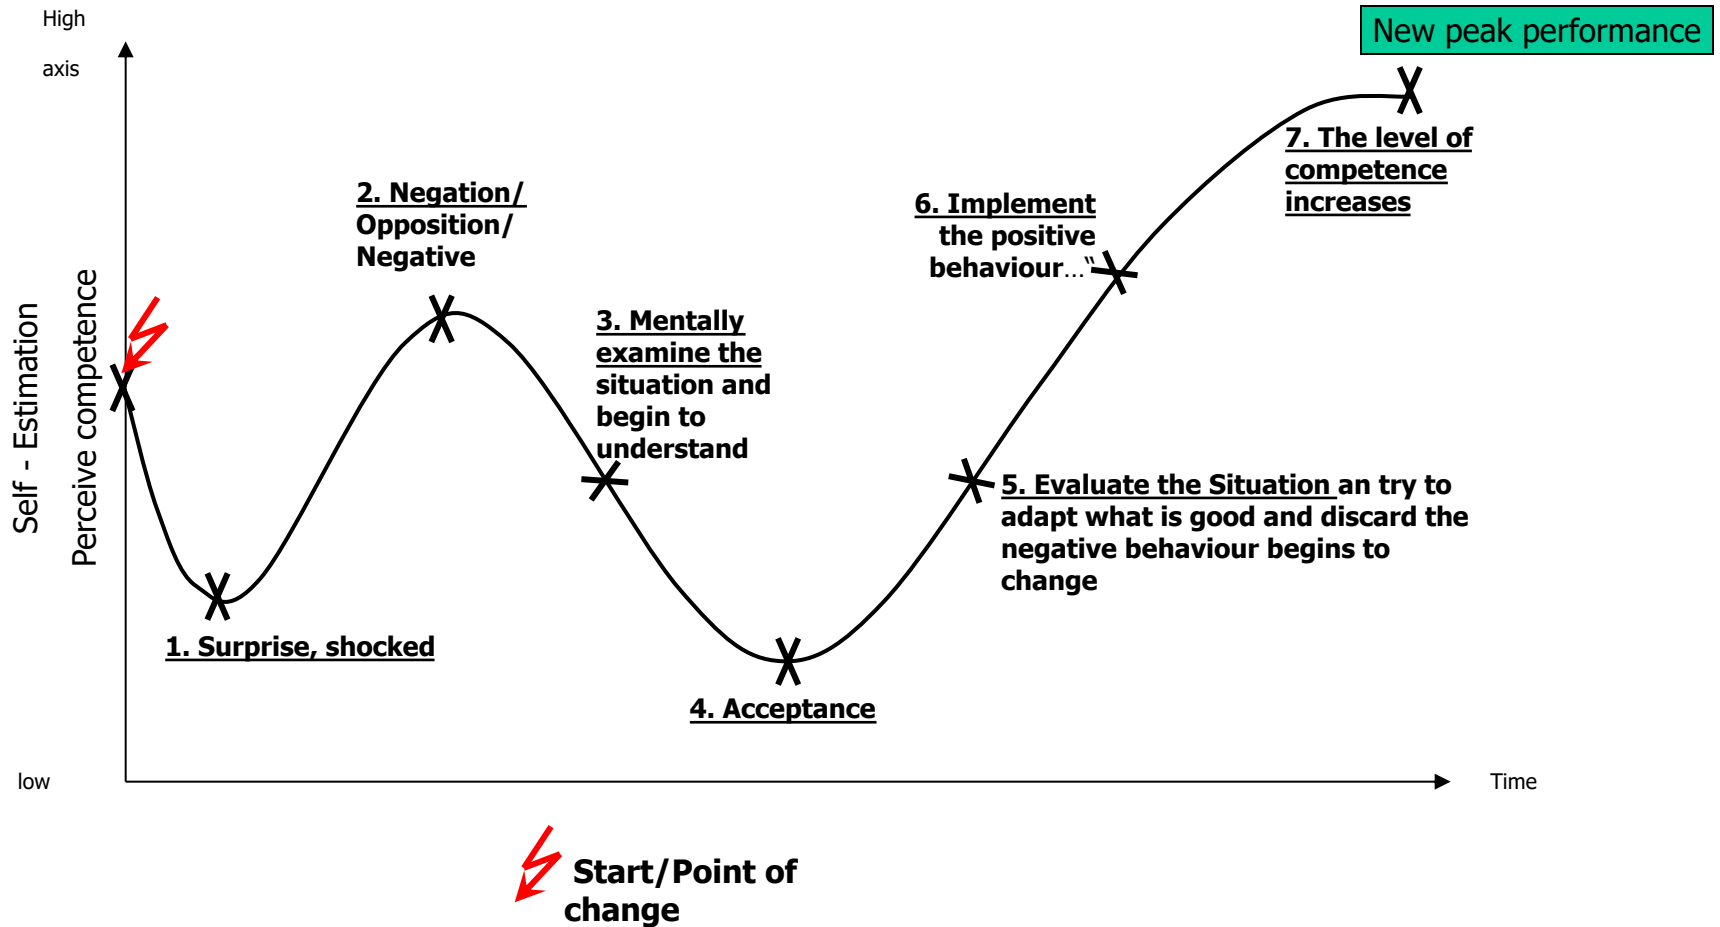 High
axis
New peak performance
7. The level of
competence
increases
2. Negation/
Opposition/
Negative
6. Implement
the positive
behaviour…“
3. Mentally
examine the
situation and
begin to
understand
Self - Estimation
Perceive competence
5. Evaluate the Situation an try to
adapt what is good and discard the
negative behaviour begins to
change
1. Surprise, shocked
4. Acceptance
low
Time
Start/Point of
change